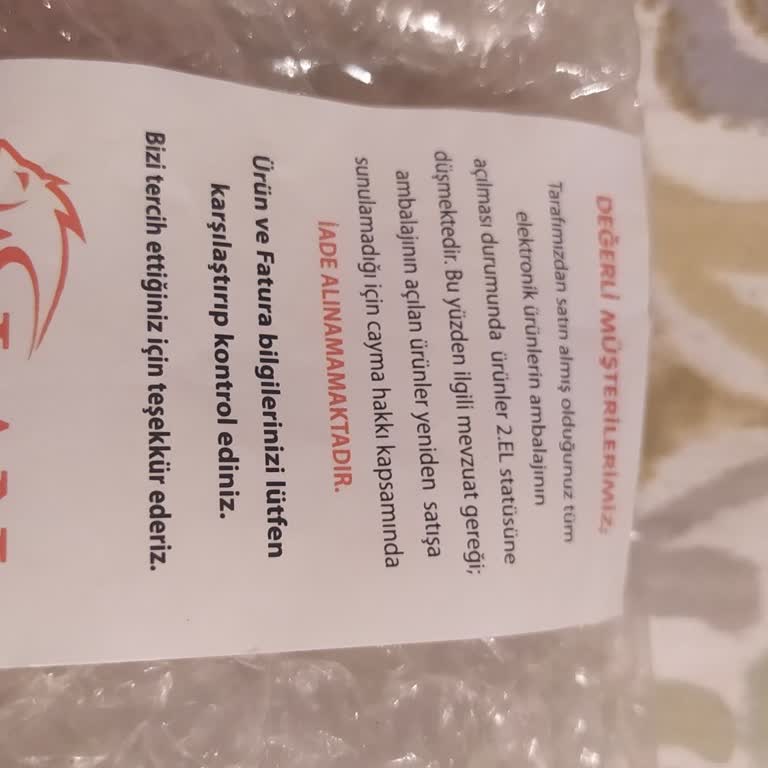 DEĞERLİ MÜŞTERİLERİMİZ;
Tarafımızdan satın almış olduğunuz tüm
elektronik ürünlerin ambalajının
açılması durumunda ürünler 2.EL statüsüne
düşmektedir. Bu yüzden ilgili mevzuat gereği;
ambalajının açılan ürünler yeniden satışa
sunulamadığı için cayma hakkı kapsamında
İADE ALINAMAMAKTADIR.
Ürün ve Fatura bilgilerinizi lütfen
karşılaştırıp kontrol ediniz.
Bizi tercih ettiğiniz için teşekkür ederiz.